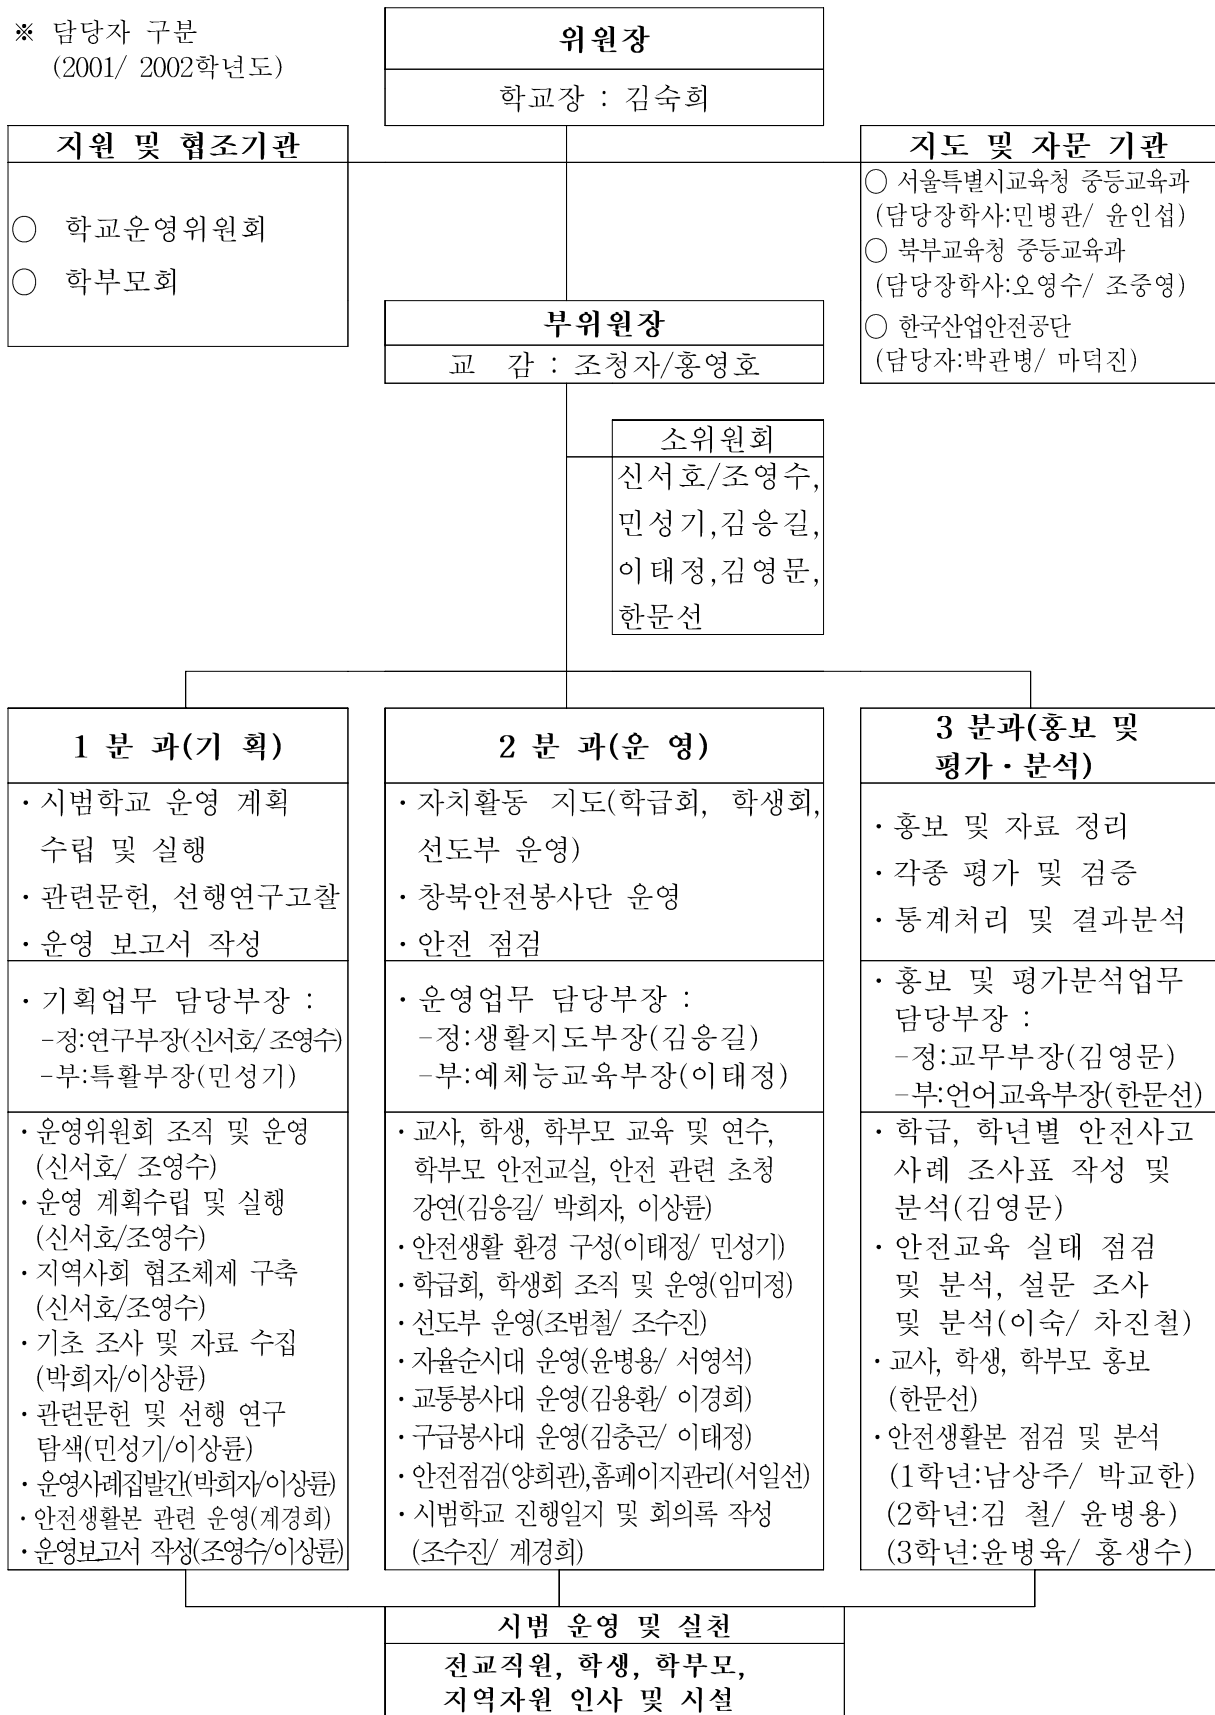 ※ 담당자 구분
(2001/ 2002학년도)
위원장
학교장 : 김숙희
지원 및 협조기관
○ 학교운영위원회
○ 학부모회
지도 및 자문 기관
○ 서울특별시교육청 중등교육과
(담당장학사:민병관/ 윤인섭)
○ 북부교육청 중등교육과
(담당장학사:오영수/ 조중영)
○ 한국산업안전공단
(담당자:박관병/ 마덕진)
부위원장
교 감 : 조청자/홍영호
소위원회
신서호/조영수,
민성기,김응길,
이태정,김영문,
한문선
1 분 과(기 획)
·시범학교 운영 계획
수립 및 실행
·관련문헌, 선행연구고찰
·운영 보고서 작성
·기획업무 담당부장 :
-정:연구부장(신서호/ 조영수)
-부:특활부장(민성기)
·운영위원회 조직 및 운영
(신서호/ 조영수)
·운영 계획수립 및 실행
(신서호/조영수)
·지역사회 협조체제 구축
(신서호/조영수)
·기초 조사 및 자료 수집
(박희자/이상륜)
·관련문헌 및 선행 연구
탐색(민성기/이상륜)
·운영사례집발간(박희자/이상륜)
·안전생활본 관련 운영(계경희)
·운영보고서 작성(조영수/이상륜)
2 분 과(운 영)
·자치활동 지도(학급회, 학생회,
선도부 운영)
·창북안전봉사단 운영
·안전 점검
·운영업무 담당부장 :
-정:생활지도부장(김응길)
-부:예체능교육부장(이태정)
·교사, 학생, 학부모 교육 및 연수,
학부모 안전교실, 안전 관련 초청
강연(김응길/ 박희자, 이상륜)
·안전생활 환경 구성(이태정/ 민성기)
·학급회, 학생회 조직 및 운영(임미정)
·선도부 운영(조범철/ 조수진)
·자율순시대 운영(윤병용/ 서영석)
·교통봉사대 운영(김용환/ 이경희)
·구급봉사대 운영(김충곤/ 이태정)
·안전점검(양희관),홈페이지관리(서일선)
·시범학교 진행일지 및 회의록 작성
(조수진/ 계경희)
3 분과(홍보 및
평가·분석)
·홍보 및 자료 정리
·각종 평가 및 검증
·통계처리 및 결과분석
·홍보 및 평가분석업무
담당부장 :
-정:교무부장(김영문)
-부:언어교육부장(한문선)
·학급, 학년별 안전사고
사례 조사표 작성 및
분석(김영문)
·안전교육 실태 점검
및 분석, 설문 조사
및 분석(이숙/ 차진철)
·교사, 학생, 학부모 홍보
(한문선)
·안전생활본 점검 및 분석
(1학년:남상주/ 박교한)
(2학년:김 철/ 윤병용)
(3학년:윤병육/ 홍생수)
시범 운영 및 실천
전교직원, 학생, 학부모,
지역자원 인사 및 시설